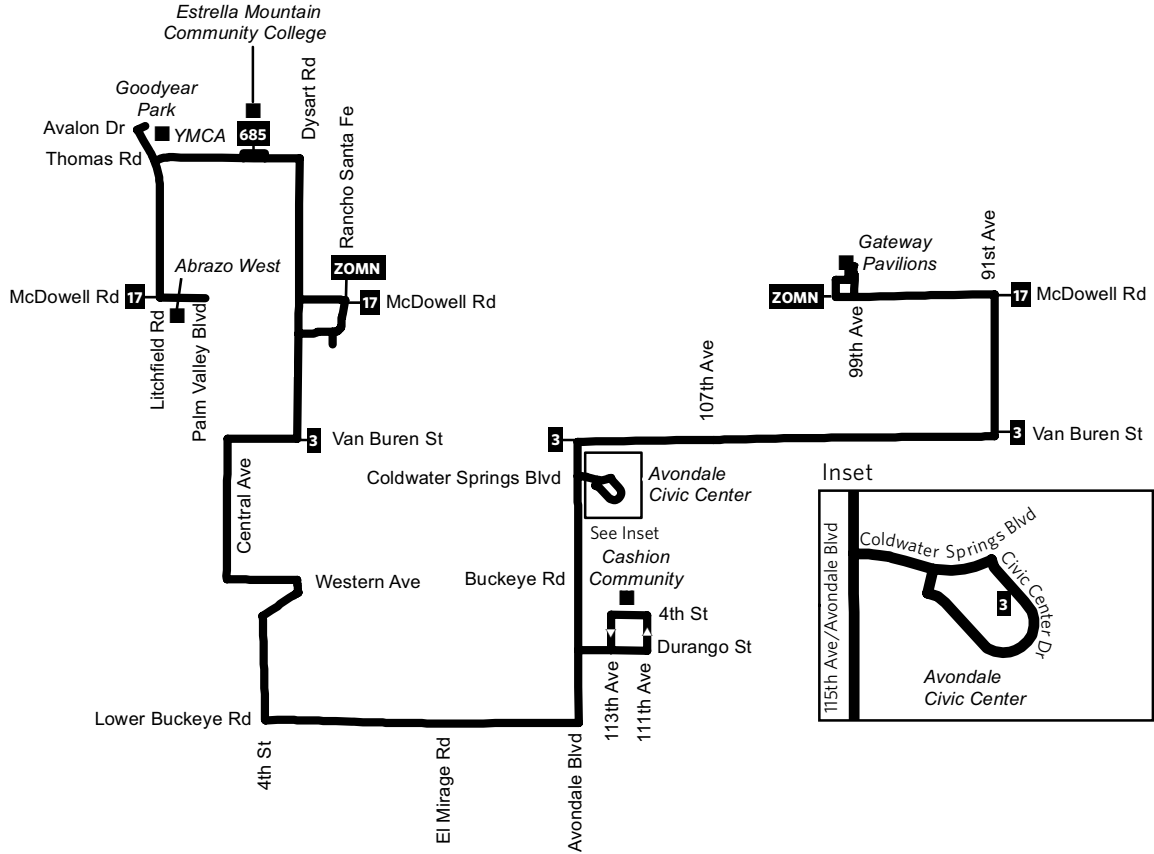 Estrella Mountain
Community College
Goodyear
Park
Dysart Rd
Avalon Dr
YMCA
685
Thomas Rd
Rancho Santa Fe
Abrazo West
ZOMN
McDowell Rd
17
17
McDowell Rd
Litchfield Rd
Palm Valley Blvd
Gateway
Pavilions
91st Ave
ZOMN
17
McDowell Rd
99th Ave
107th Ave
3
Van Buren St
3
3
Van Buren St
Central Ave
Coldwater Springs Blvd
Avondale
Civic Center
See Inset
Western Ave
Buckeye Rd
Cashion
Community
4th St
Durango St
113th Ave
111th Ave
Lower Buckeye Rd
4th St
El Mirage Rd
Avondale Blvd
Inset
115th Ave/Avondale Blvd
Coldwater Springs Blvd
Civic Center Dr
3
Avondale
Civic Center